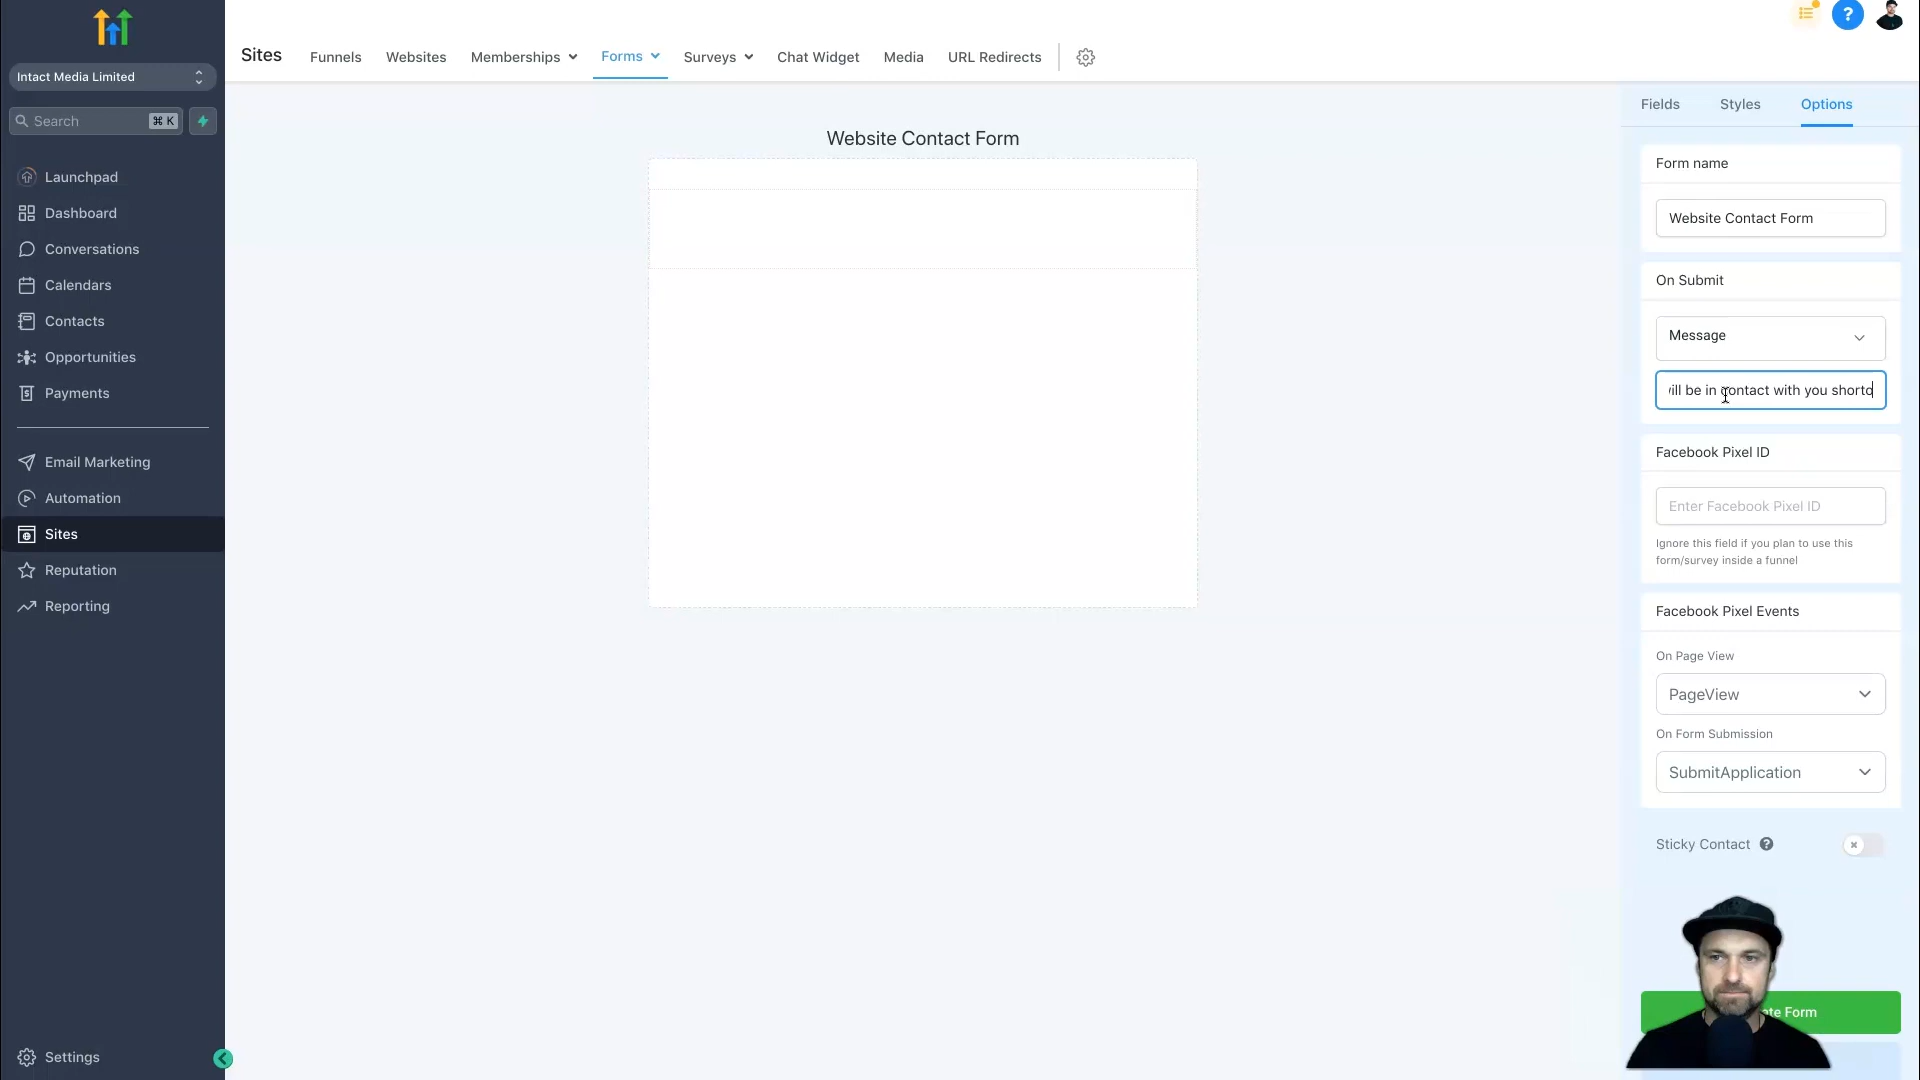 Intact Media Limited
Search
⌘ K
Launchpad
Dashboard
Conversations
Calendars
Contacts
Opportunities
Payments
Email Marketing
Automation
Sites
Reputation
Reporting
Settings
Sites
Funnels
Websites
Memberships
Forms
Surveys
Chat Widget
Media
URL Redirects
?
Website Contact Form
Fields
Styles
Options
Form name
Website Contact Form
On Submit
Message
will be in contact with you shortd
Facebook Pixel ID
Enter Facebook Pixel ID
Ignore this field if you plan to use this
form/survey inside a funnel
Facebook Pixel Events
On Page View
PageView
On Form Submission
SubmitApplication
Sticky Contact ?
Form